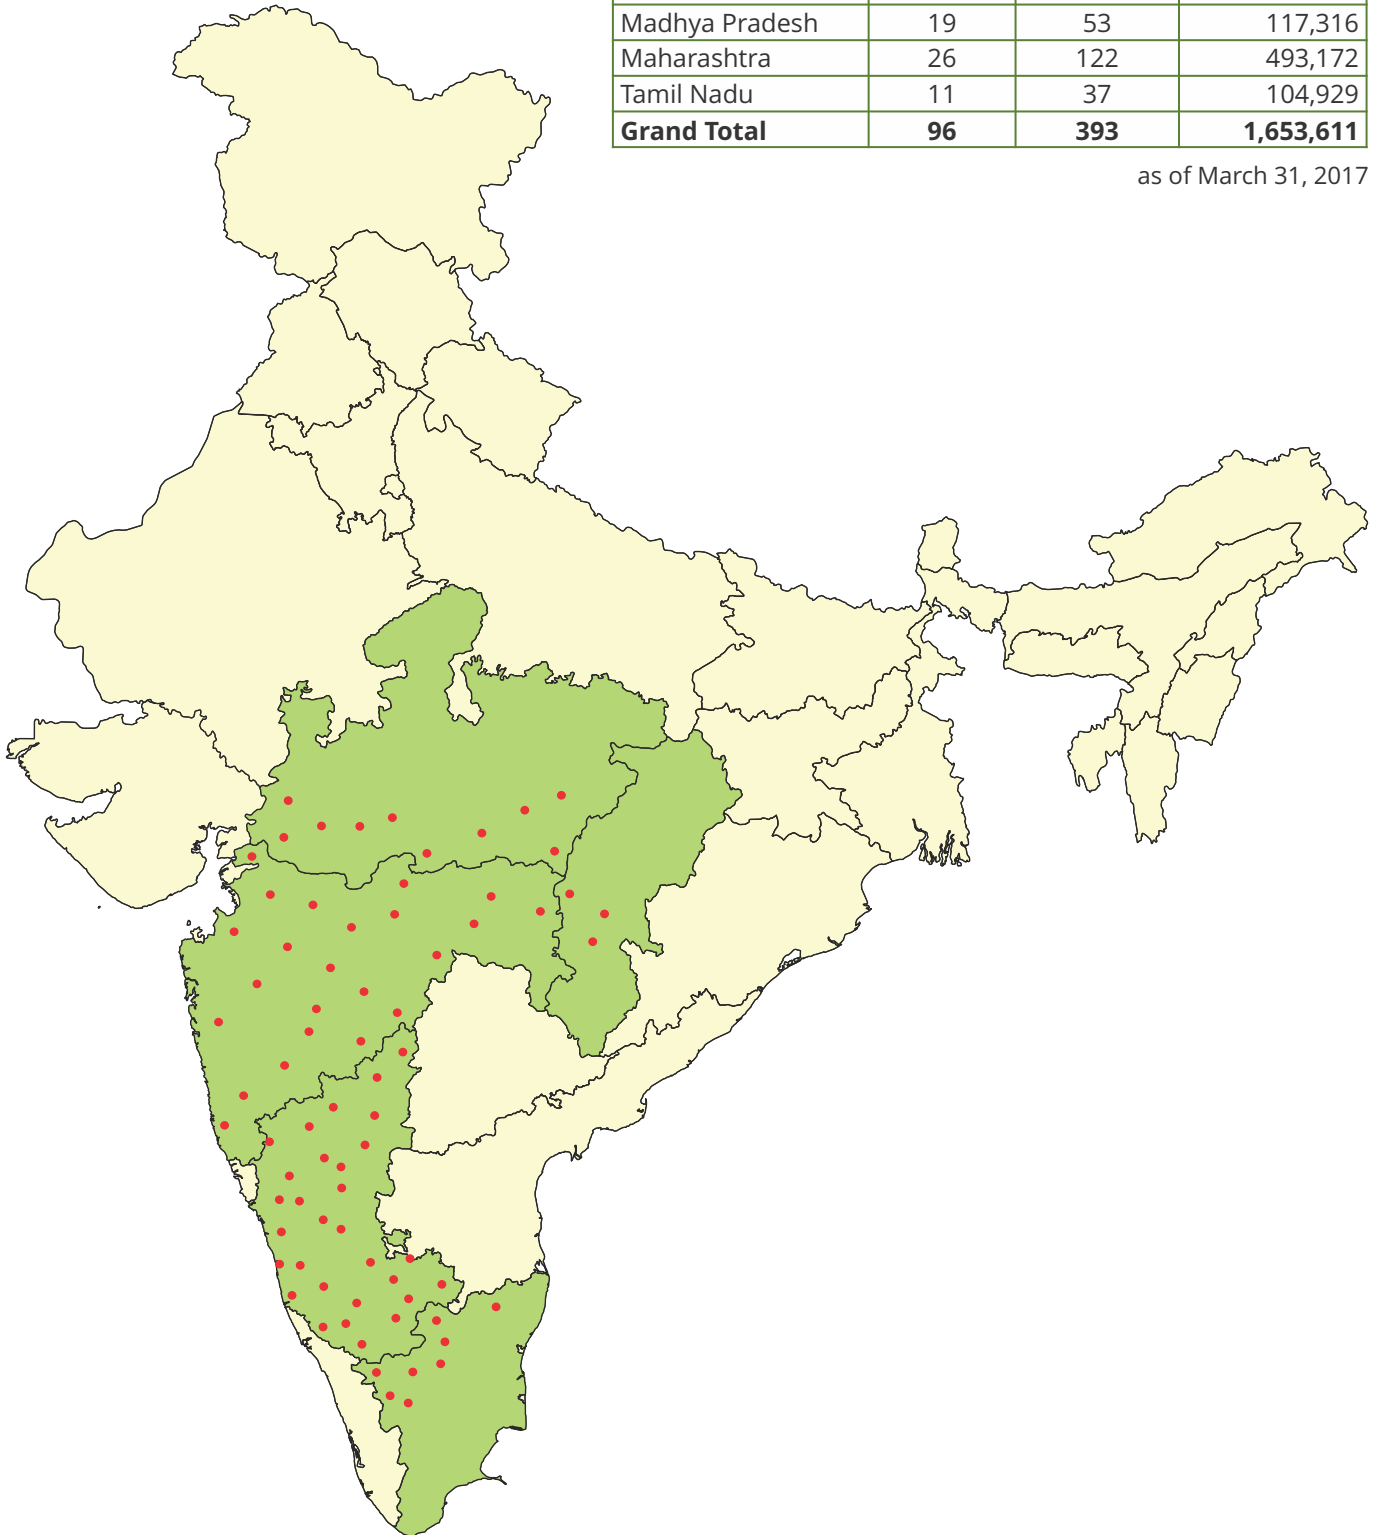 Madhya Pradesh 19 53 117,316
Maharashtra 26 122 493,172
Tamil Nadu 11 37 104,929
Grand Total 96 393 1,653,611
as of March 31, 2017